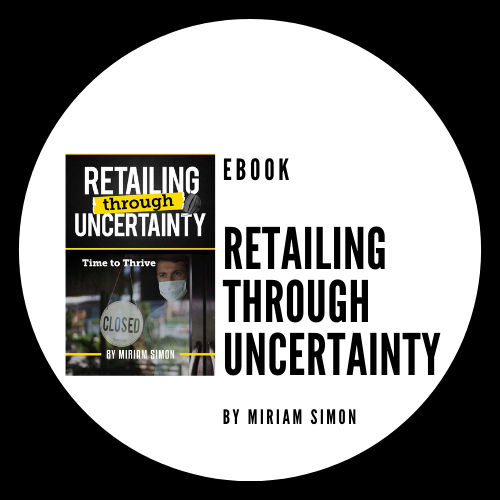 RETAILING
through
UNCERTAINTY
Time to Thrive
CLOSED
BY MIRIAM SIMON
EBOOK
RETAILING
THROUGH
UNCERTAINTY
BY MIRIAM SIMON